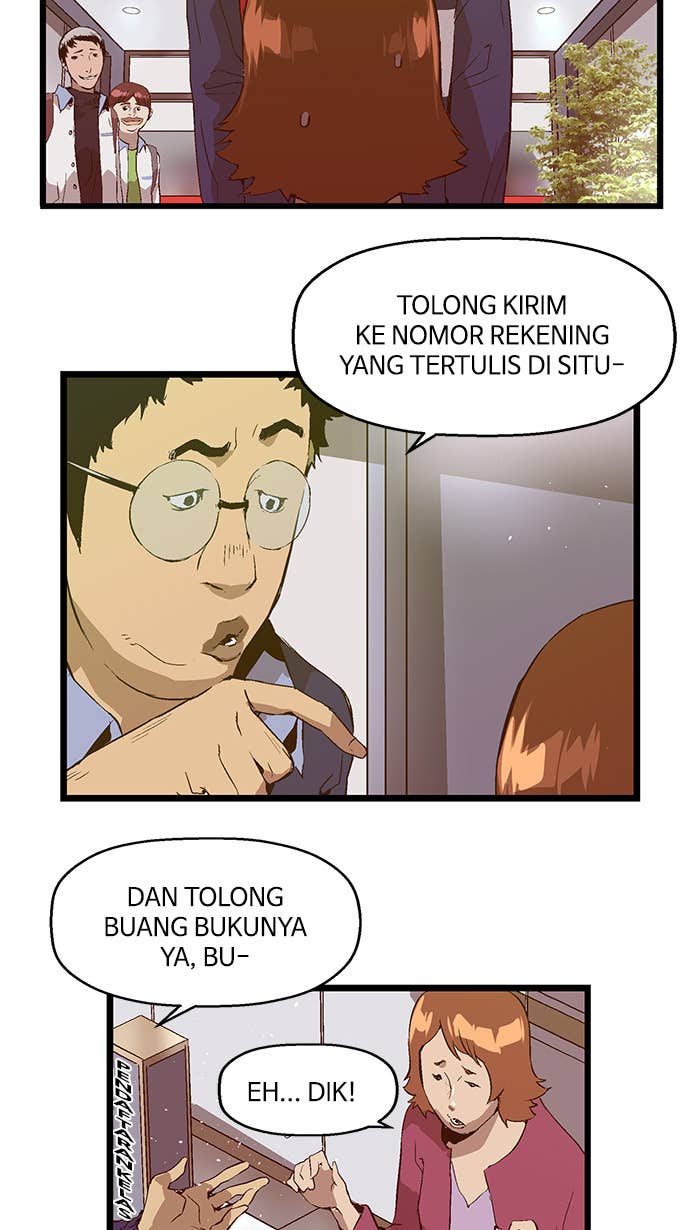 TOLONG KIRIM
KE NOMOR REKENING
YANG TERTULIS DI SITU-
DAN TOLONG
BUANG BUKUNYA
YA, BU-
EH... DIK!